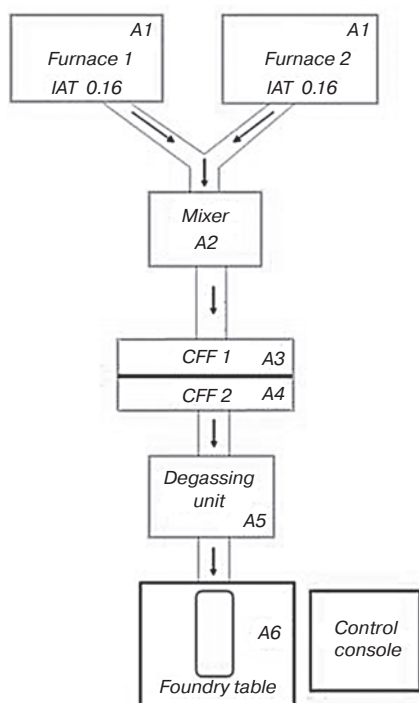 A1
Furnace 1
IAT 0.16
A1
Furnace 2
IAT 0.16
Mixer
A2
CFF 1
A3
CFF 2
A4
Degassing
unit
A5
A6
Foundry table
Control
console